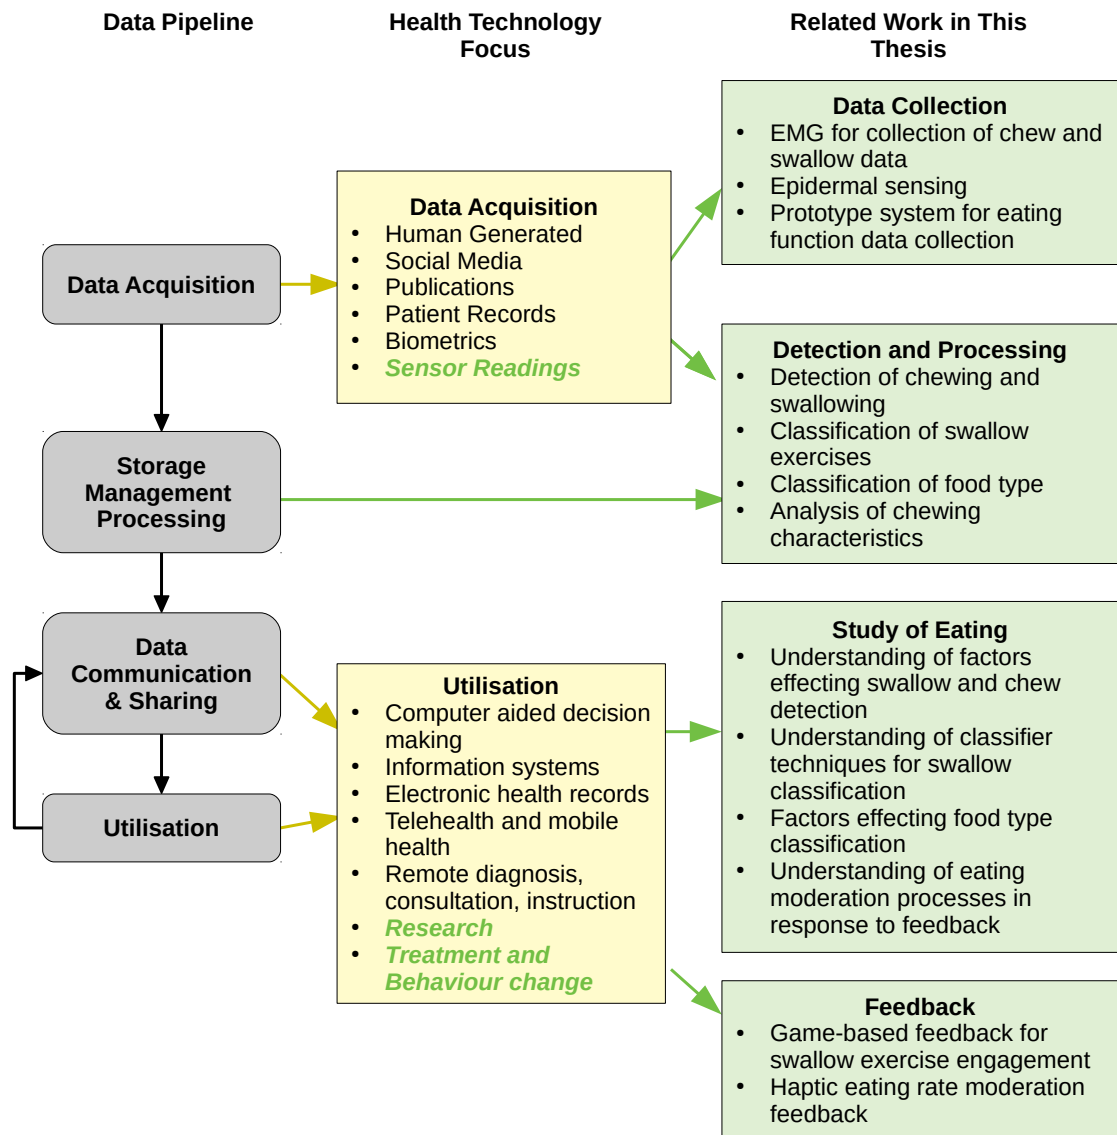 Data Pipeline
Health Technology
Focus
Related Work in This
Thesis
Data Acquisition
Storage
Management
Processing
Data
Communication
& Sharing
Utilisation
Data Acquisition
• Human Generated
• Social Media
• Publications
• Patient Records
• Biometrics
• Sensor Readings
Utilisation
• Computer aided decision
making
• Information systems
• Electronic health records
• Telehealth and mobile
health
• Remote diagnosis,
consultation, instruction
• Research
• Treatment and
Behaviour change
Data Collection
• EMG for collection of chew and
swallow data
• Epidermal sensing
• Prototype system for eating
function data collection
Detection and Processing
• Detection of chewing and
swallowing
• Classification of swallow
exercises
• Classification of food type
• Analysis of chewing
characteristics
Study of Eating
• Understanding of factors
effecting swallow and chew
detection
• Understanding of classifier
techniques for swallow
classification
• Factors effecting food type
classification
• Understanding of eating
moderation processes in
response to feedback
Feedback
• Game-based feedback for
swallow exercise engagement
• Haptic eating rate moderation
feedback